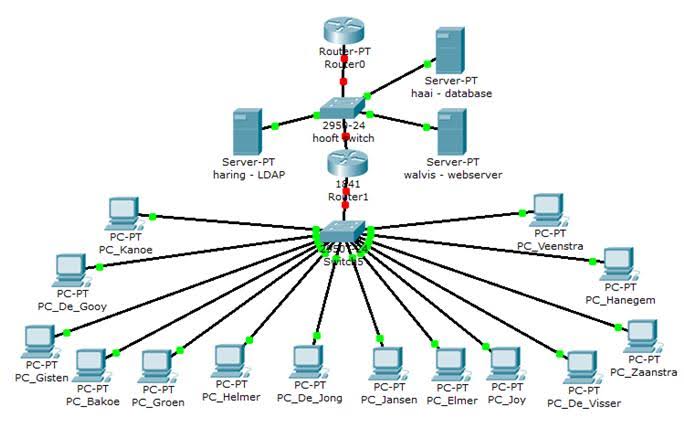 Router-PT
Router0
Server-PT
haai - database
2950-24
hooft switch
Server-PT
haring - LDAP
Server-PT
walvis - webserver
1841
Router1
PC-PT
PC_Kanoe
PC-PT
PC_Veenstra
Switch5
PC-PT
PC_De_Gooy
PC-PT
PC_Hanegem
PC-PT
PC_Gisten
PC-PT
PC_Bakoe
PC-PT
PC_Groen
PC-PT
PC_Helmer
PC-PT
PC_De_Jong
PC-PT
PC_Jansen
PC-PT
PC_Elmer
PC-PT
PC_Joy
PC-PT
PC_De_Visser
PC-PT
PC_Zaanstra